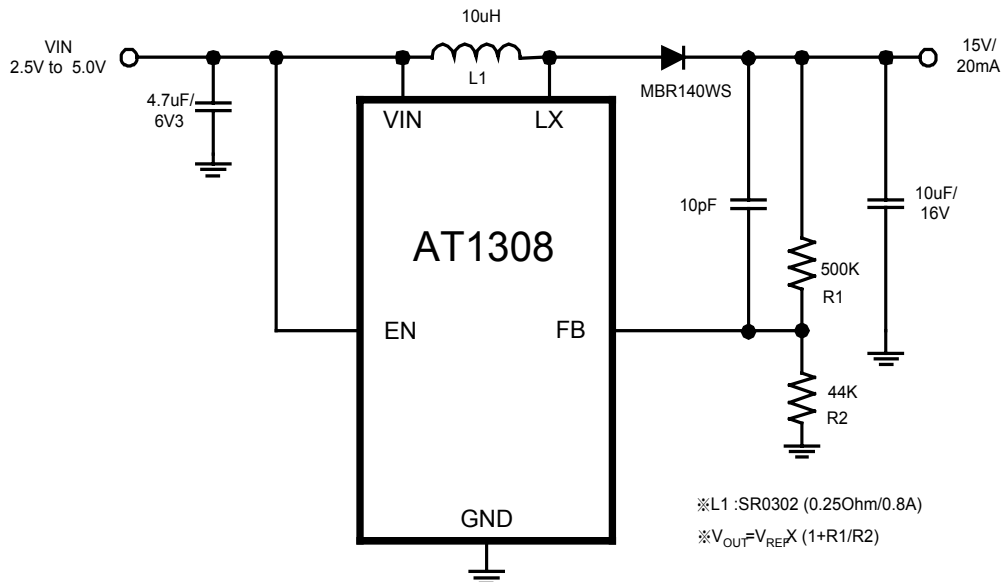 10uH
VIN
2.5V to 5.0V
15V/
20mA
L1
MBR140WS
4.7uF/
6V3
VIN
LX
10pF
10uF/
16V
AT1308
500K
R1
EN
FB
44K
R2
GND
※L1 :SR0302 (0.25Ohm/0.8A)
※VOUT=VREFX (1+R1/R2)